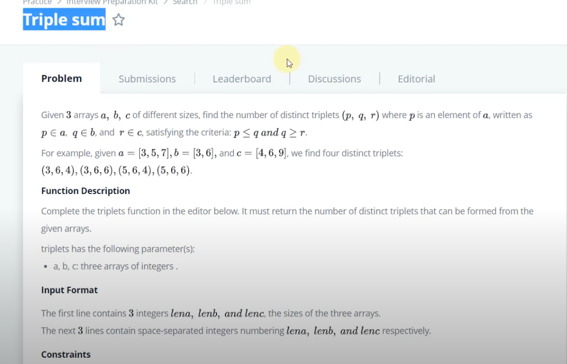 Practice > Interview Preparation Kit > Search > Triple sum
Triple sum
Problem Submissions Leaderboard Discussions Editorial
Given 3 arrays a, b, c of different sizes, find the number of distinct triplets (p, q, r) where p is an element of a, written as
p ∈ a, q ∈ b, and r ∈ c, satisfying the criteria: p ≤ q and q ≥ r.
For example, given a = [3, 5, 7], b = [3, 6], and c = [4, 6, 9], we find four distinct triplets:
(3, 6, 4), (3, 6, 6), (5, 6, 4), (5, 6, 6).
Function Description
Complete the triplets function in the editor below. It must return the number of distinct triplets that can be formed from the
given arrays.
triplets has the following parameter(s):
• a, b, c: three arrays of integers .
Input Format
The first line contains 3 integers lena, lenb, and lenc, the sizes of the three arrays.
The next 3 lines contain space-separated integers numbering lena, lenb, and lenc respectively.
Constraints